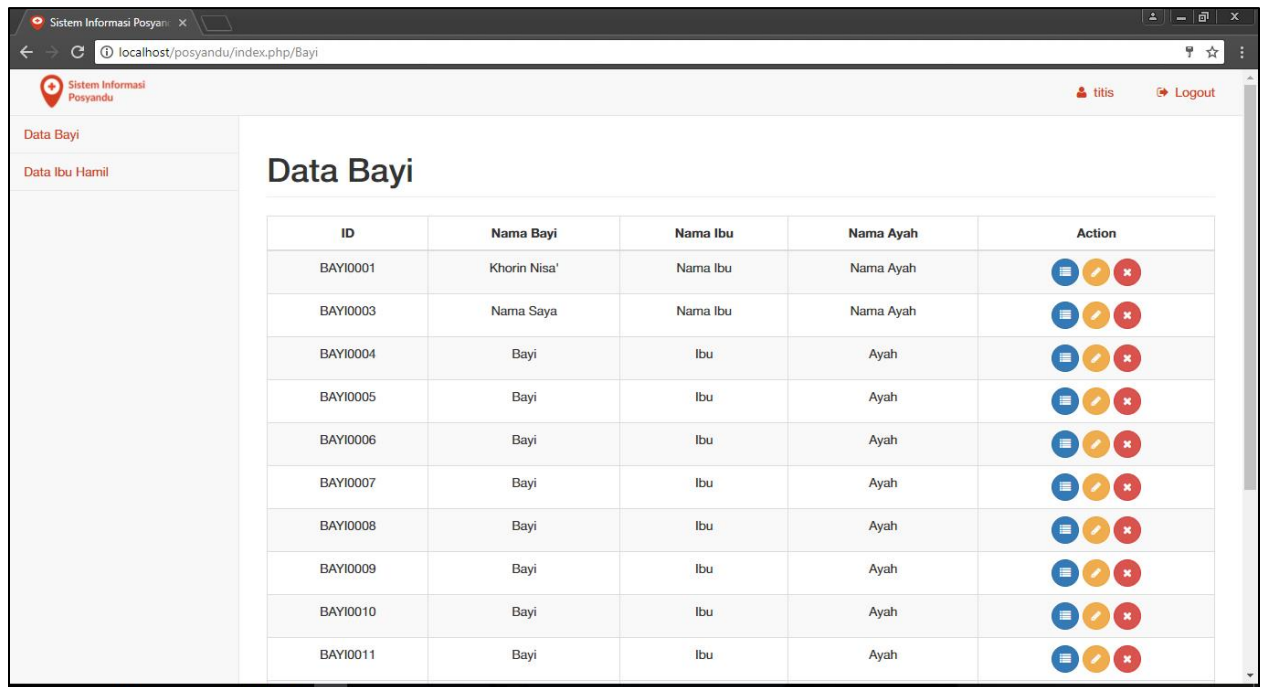 Sistem Informasi Posyan
localhost/posyandu/index.php/Bayi
Sistem Informasi
Posyandu
titis Logout
Data Bayi
Data Ibu Hamil
Data Bayi
ID Nama Bayi Nama Ibu Nama Ayah Action
BAYI0001 Khorin Nisa' Nama Ibu Nama Ayah
BAYI0003 Nama Saya Nama Ibu Nama Ayah
BAYI0004 Bayi Ibu Ayah
BAYI0005 Bayi Ibu Ayah
BAYI0006 Bayi Ibu Ayah
BAYI0007 Bayi Ibu Ayah
BAYI0008 Bayi Ibu Ayah
BAYI0009 Bayi Ibu Ayah
BAYI0010 Bayi Ibu Ayah
BAYI0011 Bayi Ibu Ayah